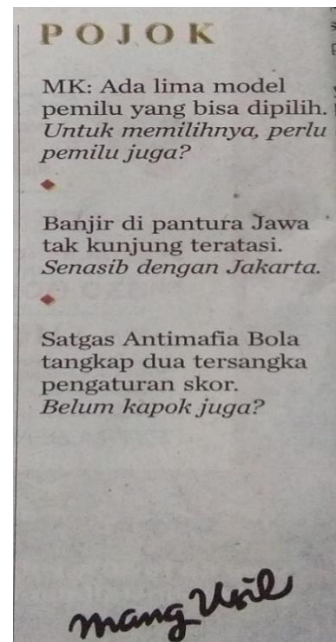 POJOK
MK: Ada lima model
pemilu yang bisa dipilih.
Untuk memilihnya, perlu
pemilu juga?
Banjir di pantura Jawa
tak kunjung teratasi.
Senasib dengan Jakarta.
Satgas Antimafia Bola
tangkap dua tersangka
pengaturan skor.
Belum kapok juga?
mang Usil